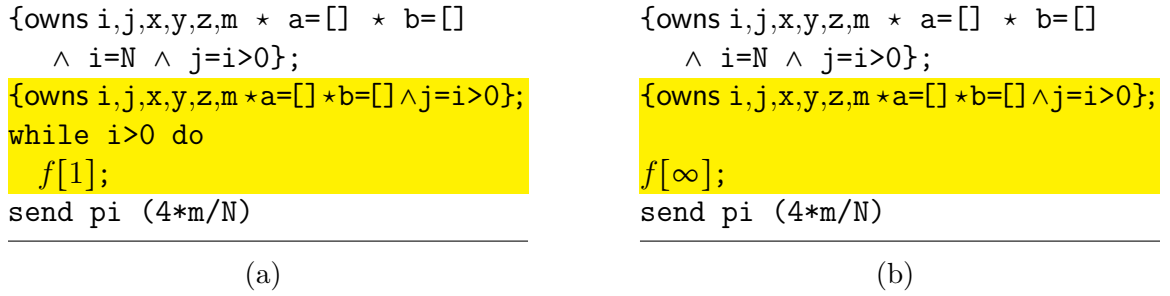 {owns i,j,x,y,z,m ⋆ a=[] ⋆ b=[]
∧ i=N ∧ j=i>0};
{owns i,j,x,y,z,m⋆a=[]⋆b=[]∧j=i>0};
while i>0 do
f[1];
send pi (4*m/N)
(a)
{owns i,j,x,y,z,m ⋆ a=[] ⋆ b=[]
∧ i=N ∧ j=i>0};
{owns i,j,x,y,z,m⋆a=[]⋆b=[]∧j=i>0};
f[∞];
send pi (4*m/N)
(b)